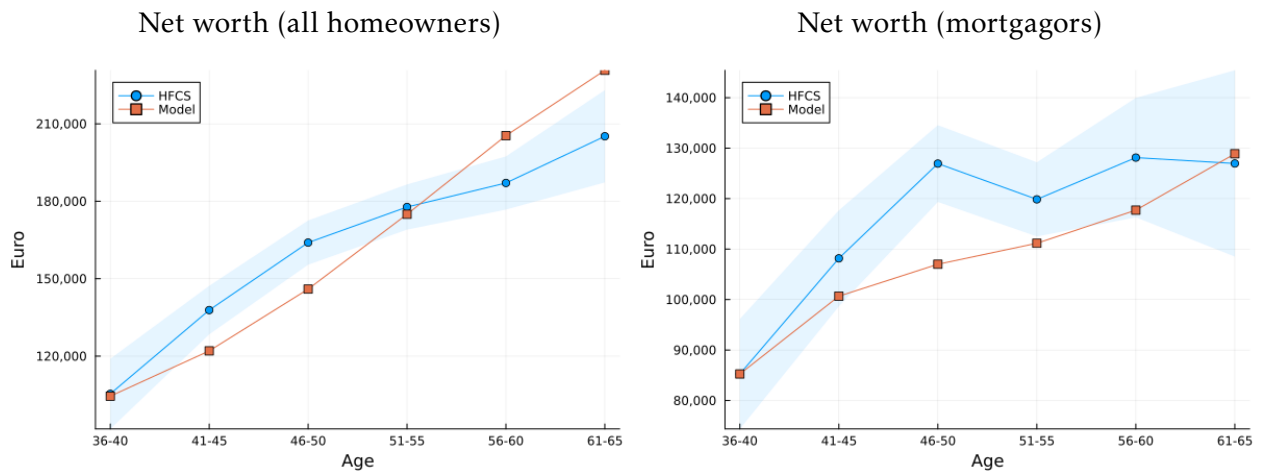 Net worth (all homeowners)
HFCS
Model
210,000
180,000
150,000
120,000
Euro
36-40
41-45
46-50
51-55
56-60
61-65
Age
Net worth (mortgagors)
HFCS
Model
140,000
130,000
120,000
110,000
100,000
90,000
80,000
Euro
36-40
41-45
46-50
51-55
56-60
61-65
Age